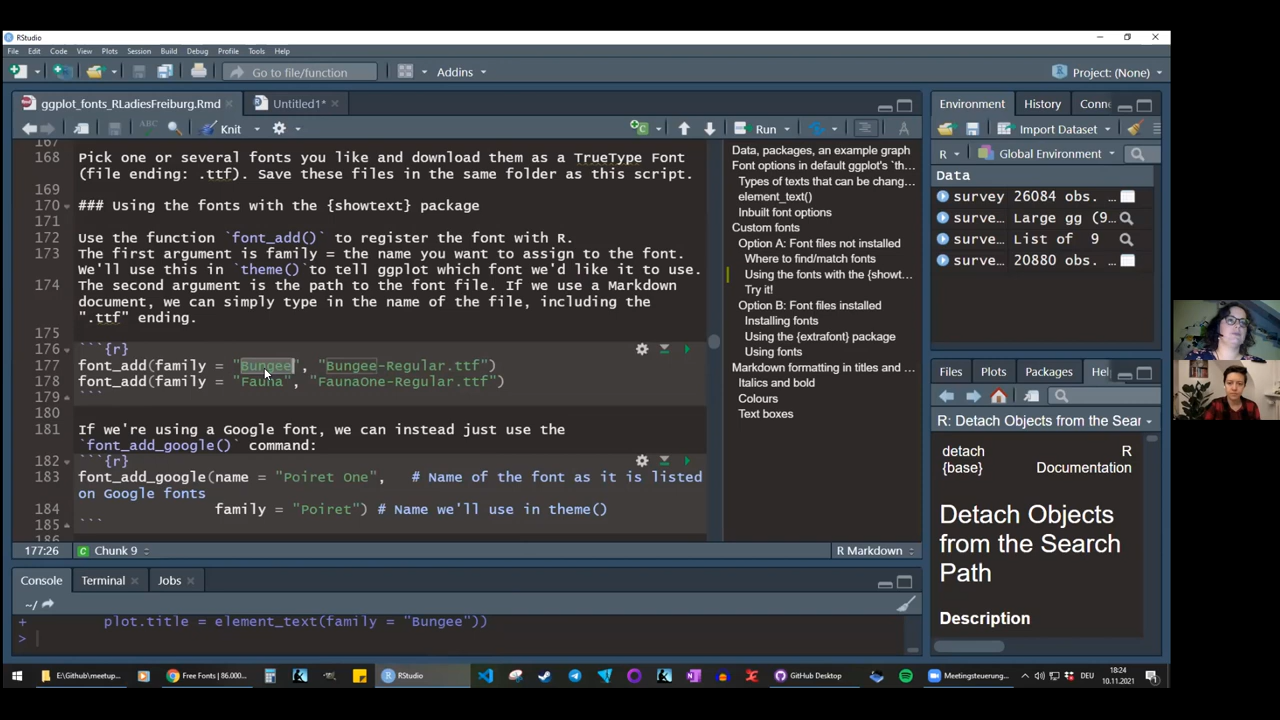 RStudio
File Edit Code View Plots Session Build Debug Profile Tools Help
Go to file/function
Addins
Project: (None)
ggplot_fonts_RLadiesFreiburg.Rmd
Untitled1*
Knit
Run
167
168 Pick one or several fonts you like and download them as a TrueType Font
(file ending: .ttf). Save these files in the same folder as this script.
169
170 ### Using the fonts with the {showtext} package
171
172 Use the function `font_add()` to register the font with R.
173 The first argument is family = the name you want to assign to the font.
We'll use this in `theme()` to tell ggplot which font we'd like it to use.
174 The second argument is the path to the font file. If we use a Markdown
document, we can simply type in the name of the file, including the
".ttf" ending.
175
176 ```{r}
177 font_add(family = "Bungee", "Bungee-Regular.ttf")
178 font_add(family = "Fauna", "FaunaOne-Regular.ttf")
179 ```
180
181 If we're using a Google font, we can instead just use the
`font_add_google()` command:
182 ```{r}
183 font_add_google(name = "Poiret One", # Name of the font as it is listed
on Google fonts
184 family = "Poiret") # Name we'll use in theme()
185 ```
186
177:26 Chunk 9 R Markdown
Data, packages, an example graph
Font options in default ggplot's `th...
Types of texts that can be chang...
element_text()
Inbuilt font options
Custom fonts
Option A: Font files not installed
Where to find/match fonts
Using the fonts with the {showt...
Try it!
Option B: Font files installed
Installing fonts
Using the {extrafont} package
Using fonts
Markdown formatting in titles and ...
Italics and bold
Colours
Text boxes
Console Terminal Jobs
~/
+ plot.title = element_text(family = "Bungee"))
>
Environment History Conn
Import Dataset
R Global Environment
Data
survey 26084 obs.
surve… Large gg (9…
surve… List of 9
surve… 20880 obs.
Files Plots Packages Hel
R: Detach Objects from the Sear
detach {base} R Documentation
Detach Objects
from the Search
Path
Description
E:\Github\meetup...
Free Fonts | 86.000...
RStudio
GitHub Desktop
Meetingsteuerung...
DEU
18:24
10.11.2021